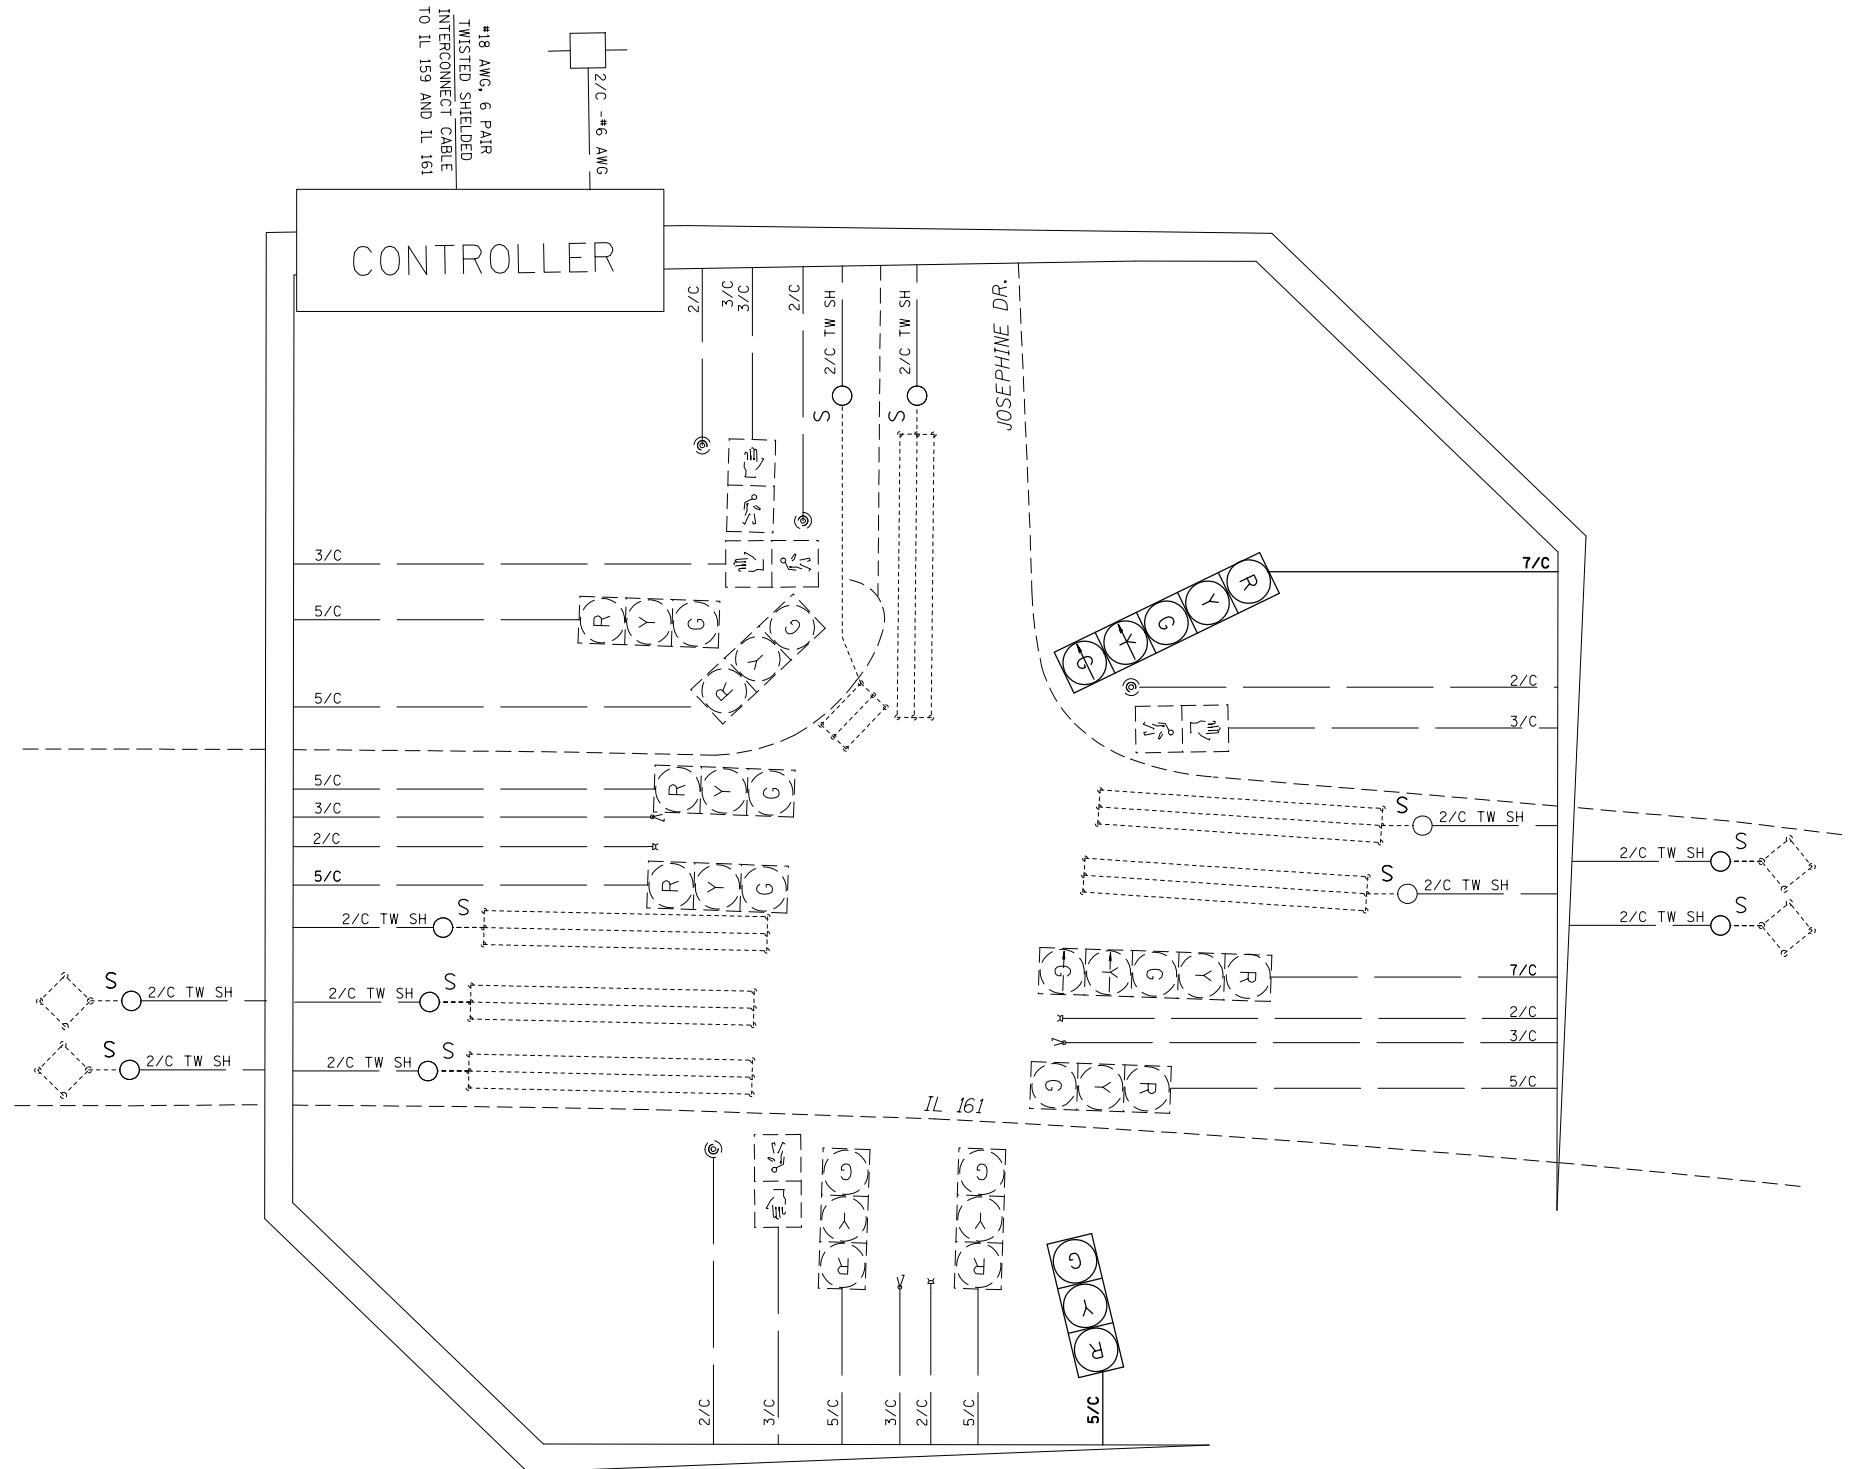 #18 AWG, 6 PAIR
TWISTED SHIELDED
INTERCONNECT CABLE
TO IL 159 AND IL 161
2/C -#6 AWG
CONTROLLER
2/C
3/C
3/C
2/C
2/C TW SH
2/C TW SH
S
S
JOSEPHINE DR.
3/C
5/C
R Y G
R Y G
5/C
7/C
R Y G Y G
2/C
3/C
5/C
R Y G
3/C
2/C
5/C
R Y G
2/C TW SH
S
2/C TW SH
S
2/C TW SH
S
S
2/C TW SH
S
2/C TW SH
S
2/C TW SH
S
2/C TW SH
2/C TW SH
S
2/C TW SH
S
G Y G Y R
7/C
2/C
3/C
G Y R
5/C
IL 161
G Y R
G Y R
G Y R
2/C
3/C
5/C
3/C
2/C
5/C
5/C